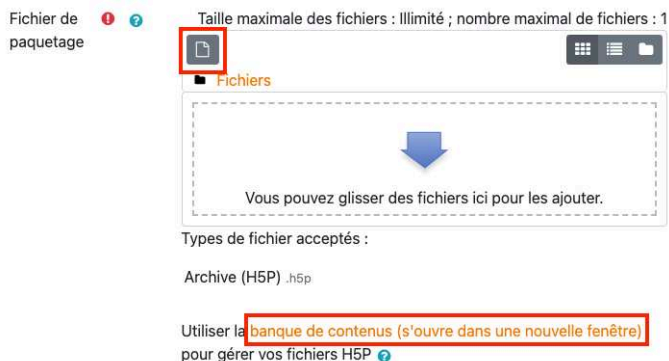 Fichier de paquetage
Taille maximale des fichiers : Illimité ; nombre maximal de fichiers : 1
Fichiers
Vous pouvez glisser des fichiers ici pour les ajouter.
Types de fichier acceptés :
Archive (H5P) .h5p
Utiliser la banque de contenus (s'ouvre dans une nouvelle fenêtre)
pour gérer vos fichiers H5P